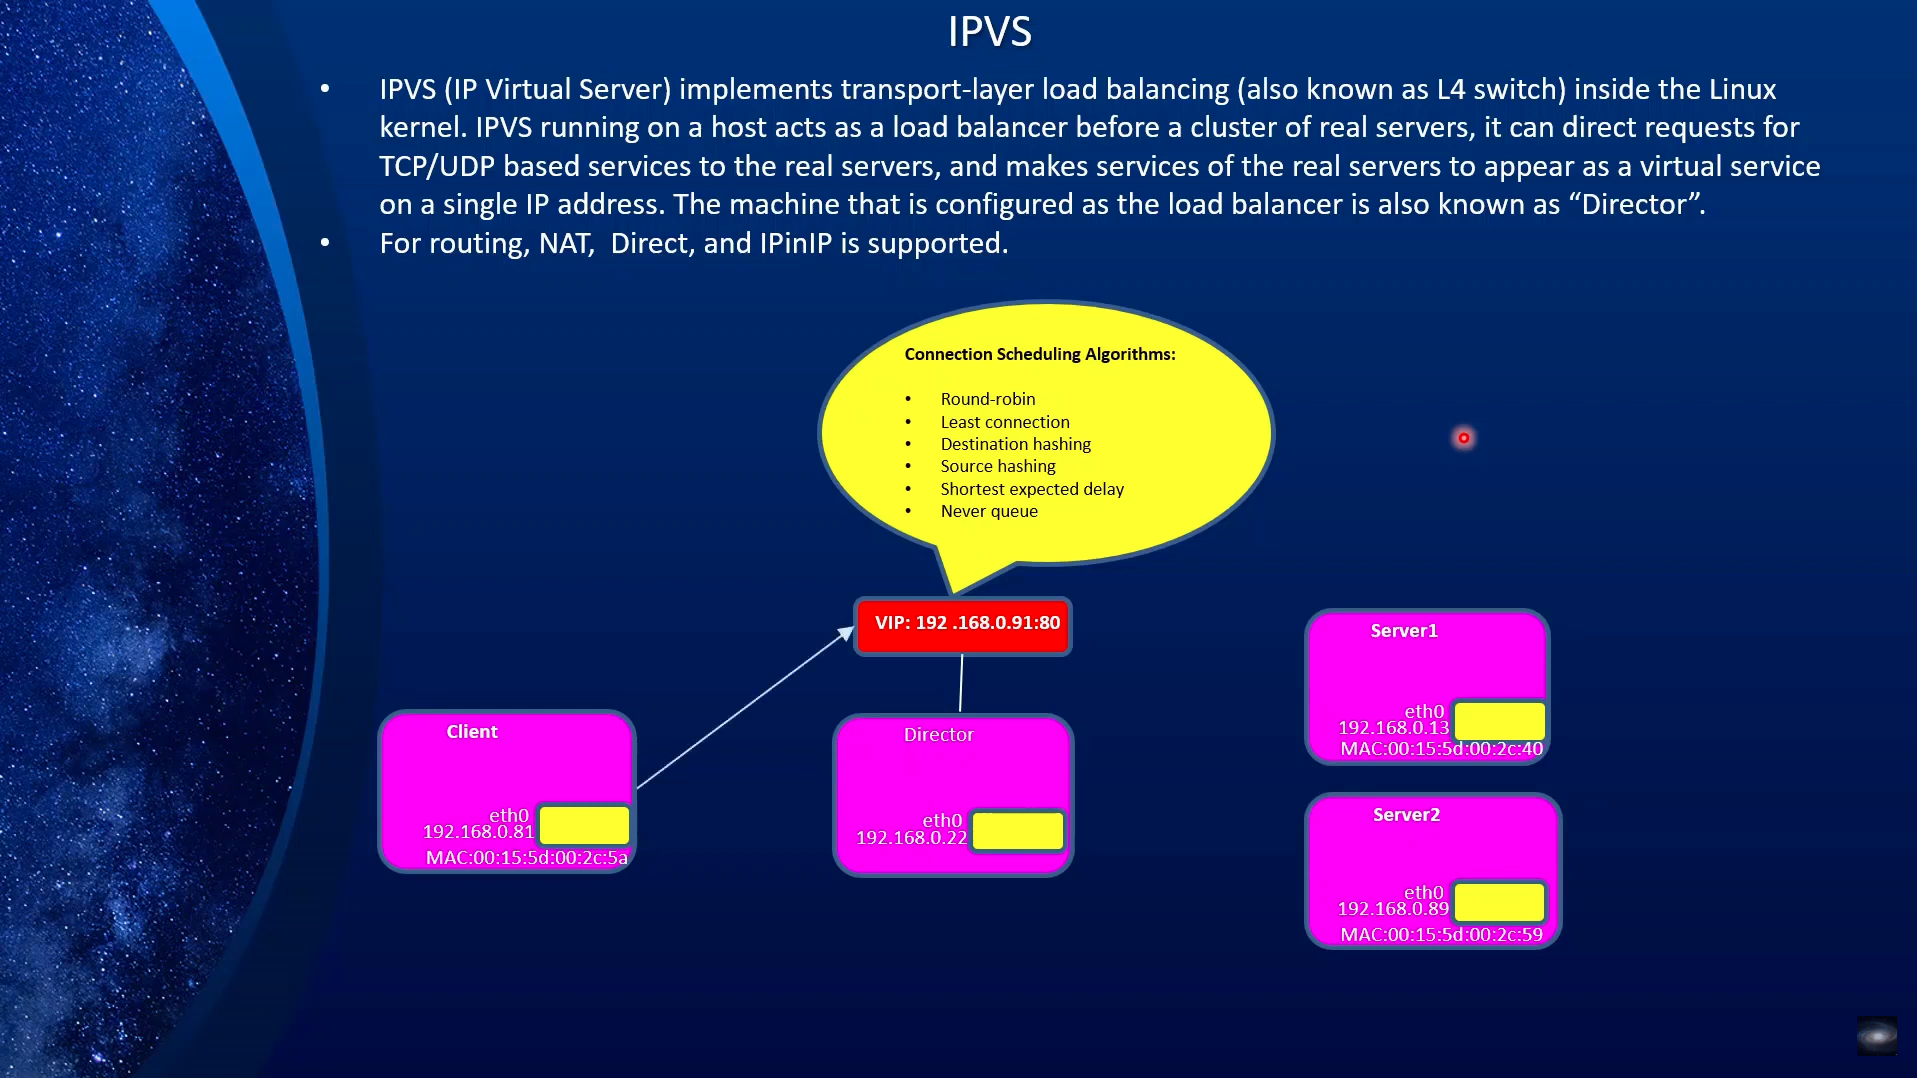 IPVS
• IPVS (IP Virtual Server) implements transport-layer load balancing (also known as L4 switch) inside the Linux
kernel. IPVS running on a host acts as a load balancer before a cluster of real servers, it can direct requests for
TCP/UDP based services to the real servers, and makes services of the real servers to appear as a virtual service
on a single IP address. The machine that is configured as the load balancer is also known as “Director”.
• For routing, NAT,  Direct, and IPinIP is supported.
Connection Scheduling Algorithms:
• Round-robin
• Least connection
• Destination hashing
• Source hashing
• Shortest expected delay
• Never queue
VIP: 192 .168.0.91:80
Client
eth0
192.168.0.81
MAC:00:15:5d:00:2c:5a
Director
eth0
192.168.0.22
Server1
eth0
192.168.0.13
MAC:00:15:5d:00:2c:40
Server2
eth0
192.168.0.89
MAC:00:15:5d:00:2c:59